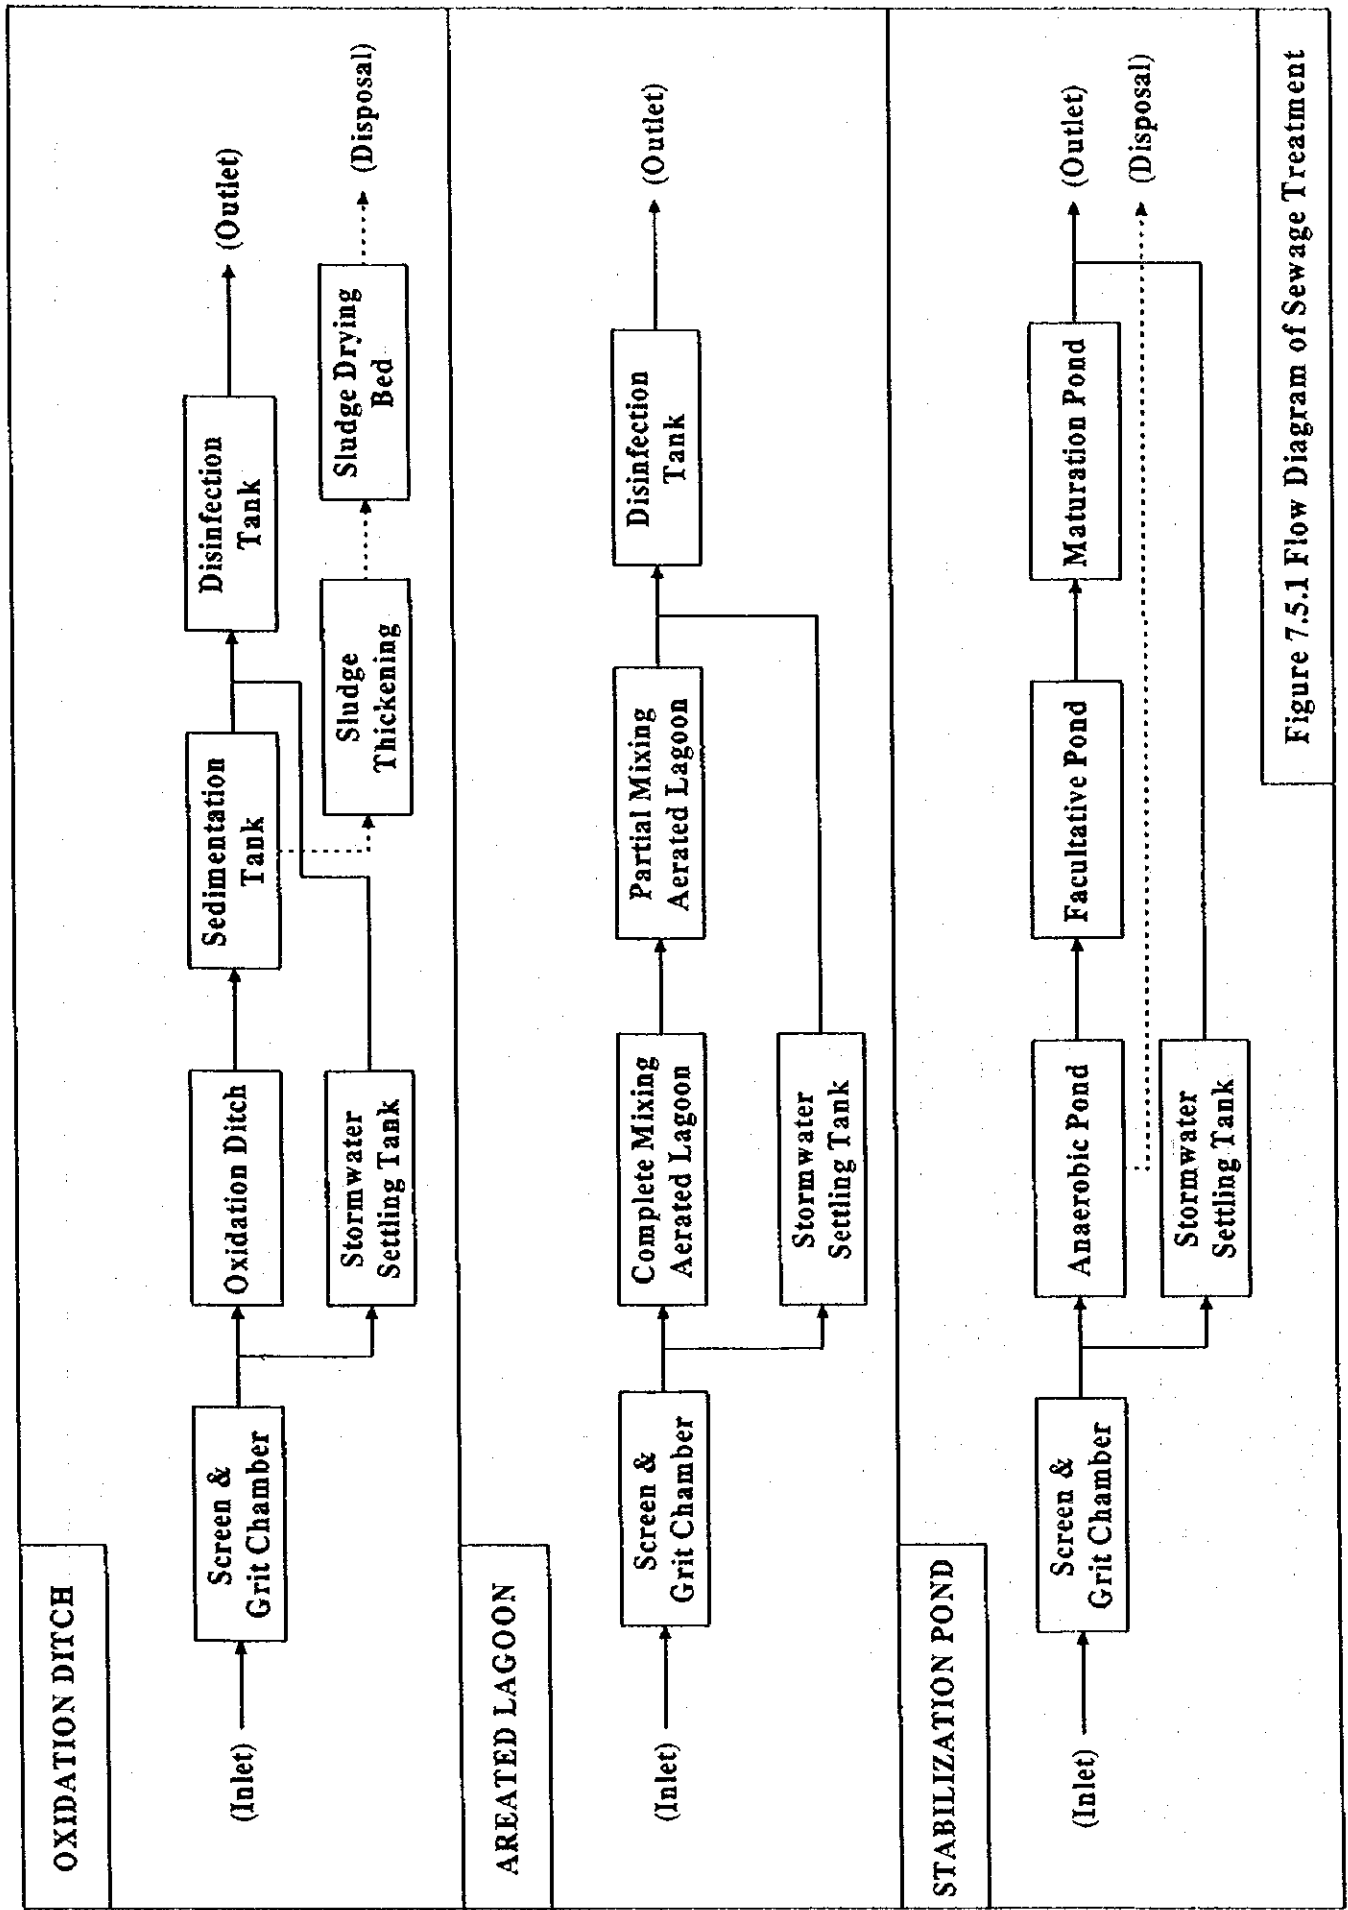 OXIDATION DITCH
(Inlet)
Screen &
Grit Chamber
Oxidation Ditch
Sedimentation
Tank
Disinfection
Tank
(Outlet)
Stormwater
Settling Tank
Sludge
Thickening
Sludge Drying
Bed
(Disposal)
AREATED LAGOON
(Inlet)
Screen &
Grit Chamber
Complete Mixing
Aerated Lagoon
Partial Mixing
Aerated Lagoon
Disinfection
Tank
(Outlet)
Stormwater
Settling Tank
STABILIZATION POND
(Inlet)
Screen &
Grit Chamber
Anaerobic Pond
Facultative Pond
Maturation Pond
(Outlet)
(Disposal)
Stormwater
Settling Tank
Figure 7.5.1 Flow Diagram of Sewage Treatment